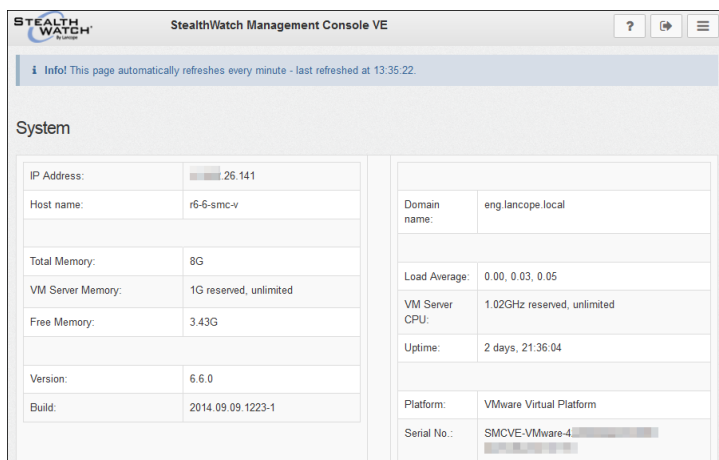 STEALTH
WATCH
By Lancope
StealthWatch Management Console VE
?
i Info! This page automatically refreshes every minute - last refreshed at 13:35:22.
System
IP Address: .26.141
Host name: r6-6-smc-v
Total Memory: 8G
VM Server Memory: 1G reserved, unlimited
Free Memory: 3.43G
Version: 6.6.0
Build: 2014.09.09.1223-1
Domain
name: eng.lancope.local
Load Average: 0.00, 0.03, 0.05
VM Server
CPU: 1.02GHz reserved, unlimited
Uptime: 2 days, 21:36:04
Platform: VMware Virtual Platform
Serial No.: SMCVE-VMware-4